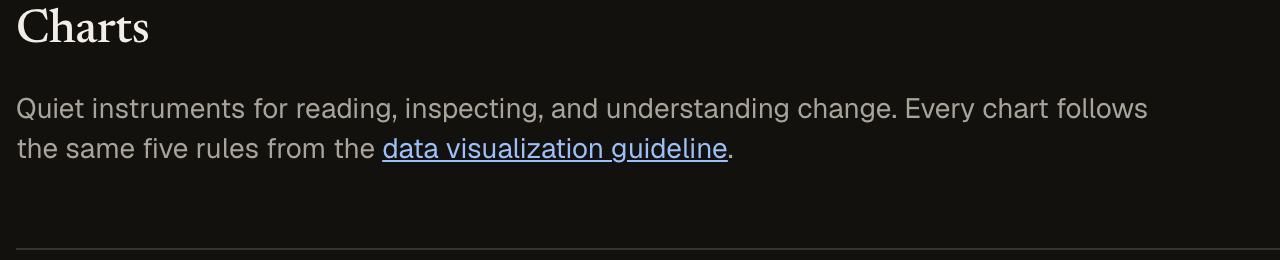 Charts
Quiet instruments for reading, inspecting, and understanding change. Every chart follows
the same five rules from the data visualization guideline.